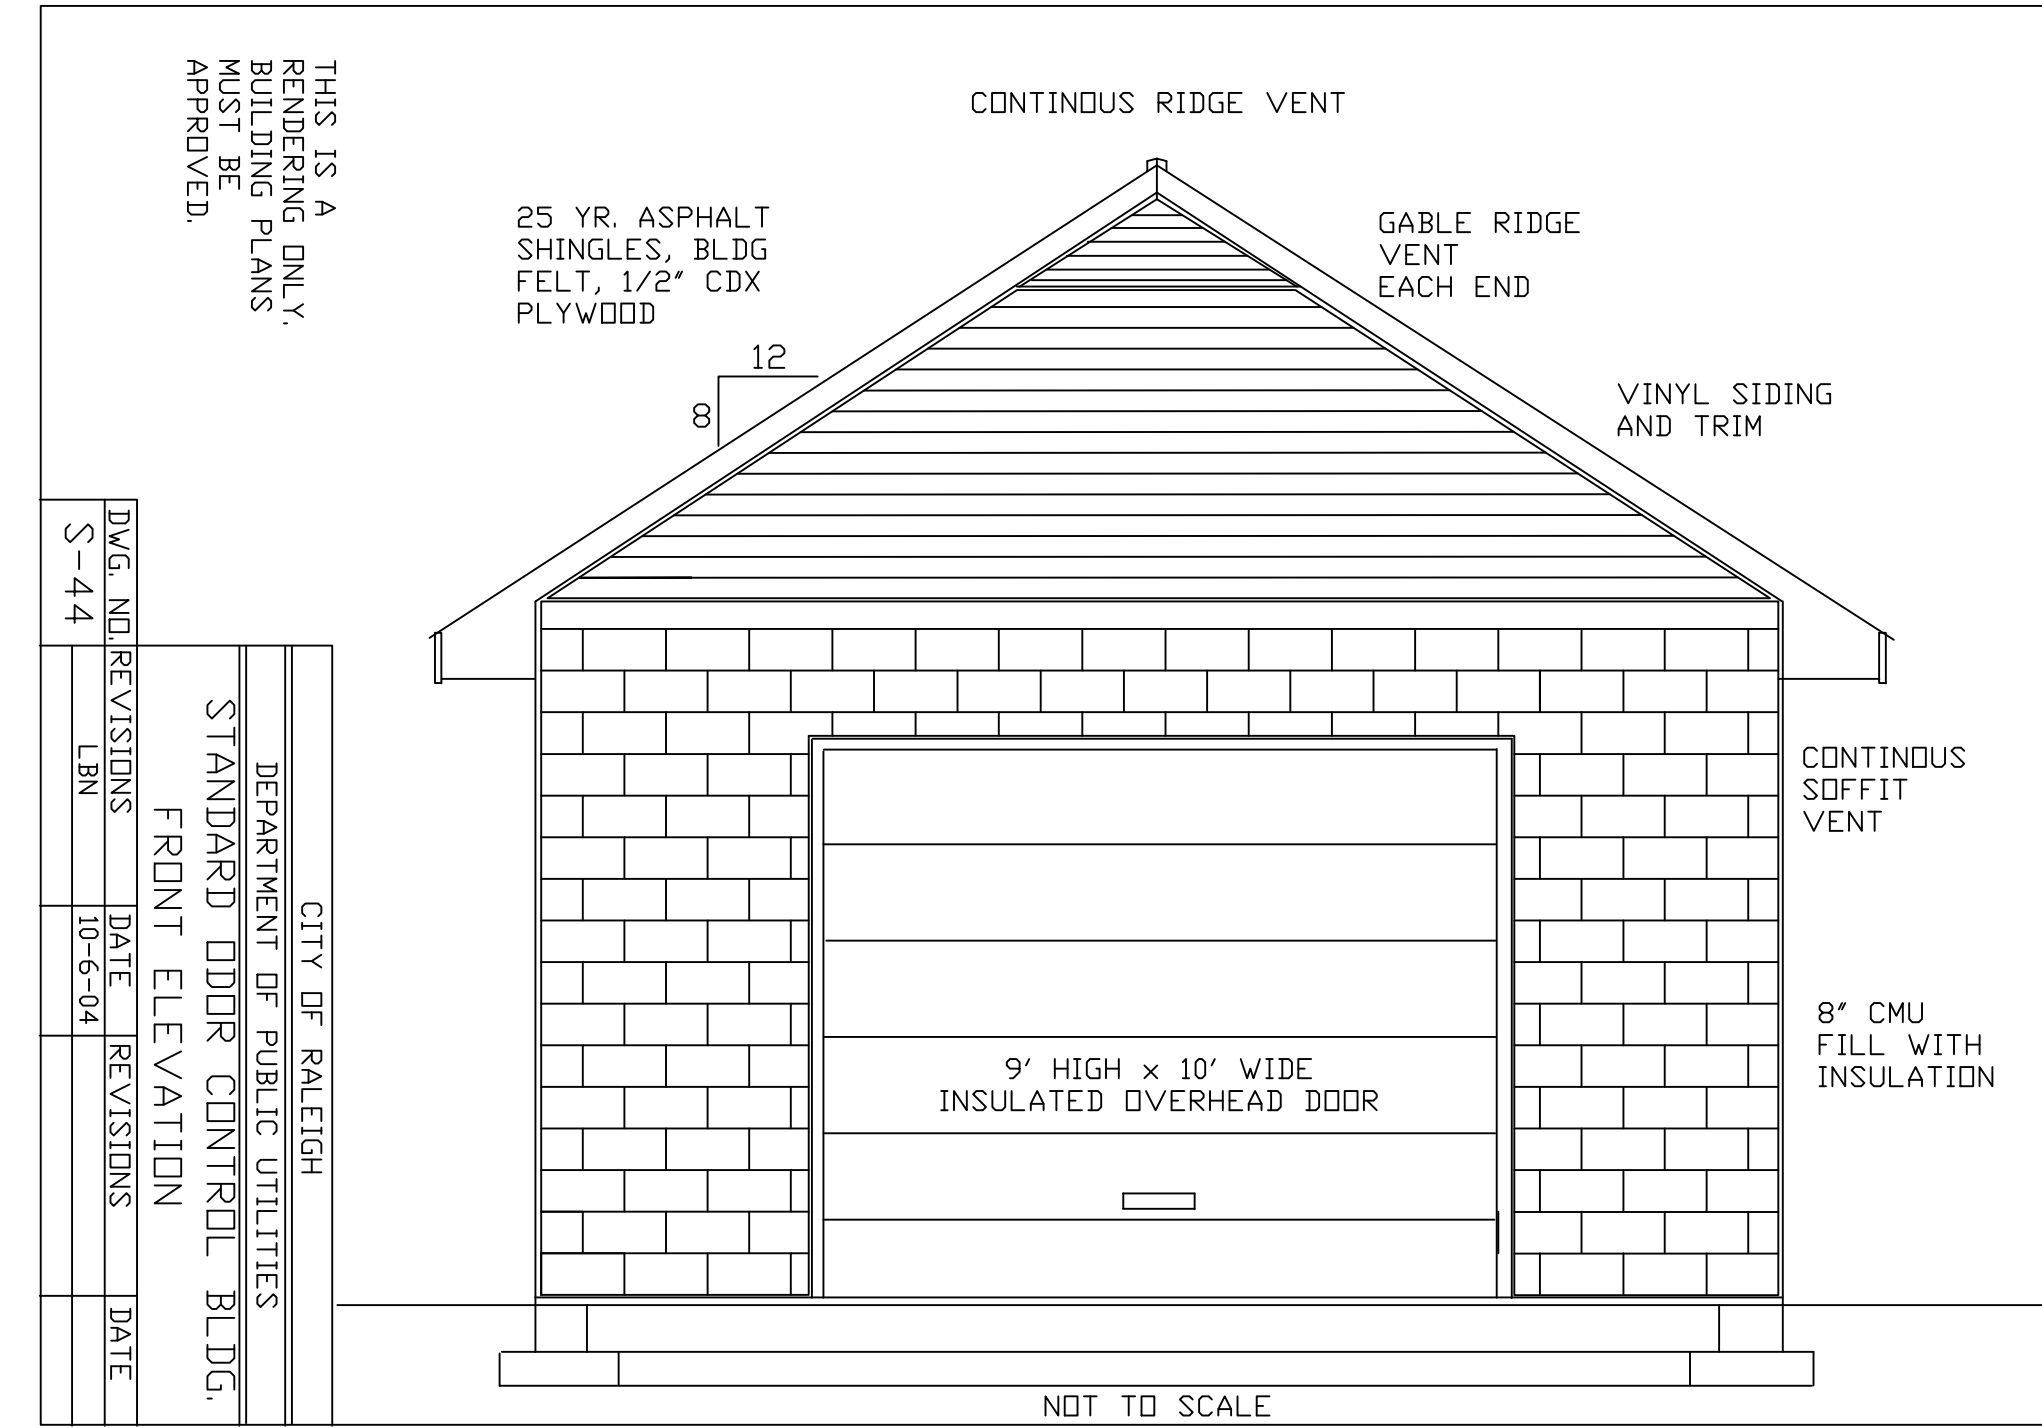 THIS IS A
RENDERING ONLY.
BUILDING PLANS
MUST BE
APPROVED.
CONTINOUS RIDGE VENT
25 YR. ASPHALT
SHINGLES, BLDG
FELT, 1/2" CDX
PLYWOOD
12
8
GABLE RIDGE
VENT
EACH END
VINYL SIDING
AND TRIM
CONTINOUS
SOFFIT
VENT
8" CMU
FILL WITH
INSULATION
9' HIGH x 10' WIDE
INSULATED OVERHEAD DOOR
NOT TO SCALE
CITY OF RALEIGH
DEPARTMENT OF PUBLIC UTILITIES
STANDARD ODOR CONTROL BLDG.
FRONT ELEVATION
DWG. NO.
S-44
REVISIONS
DATE
REVISIONS
DATE
LBN
10-6-04